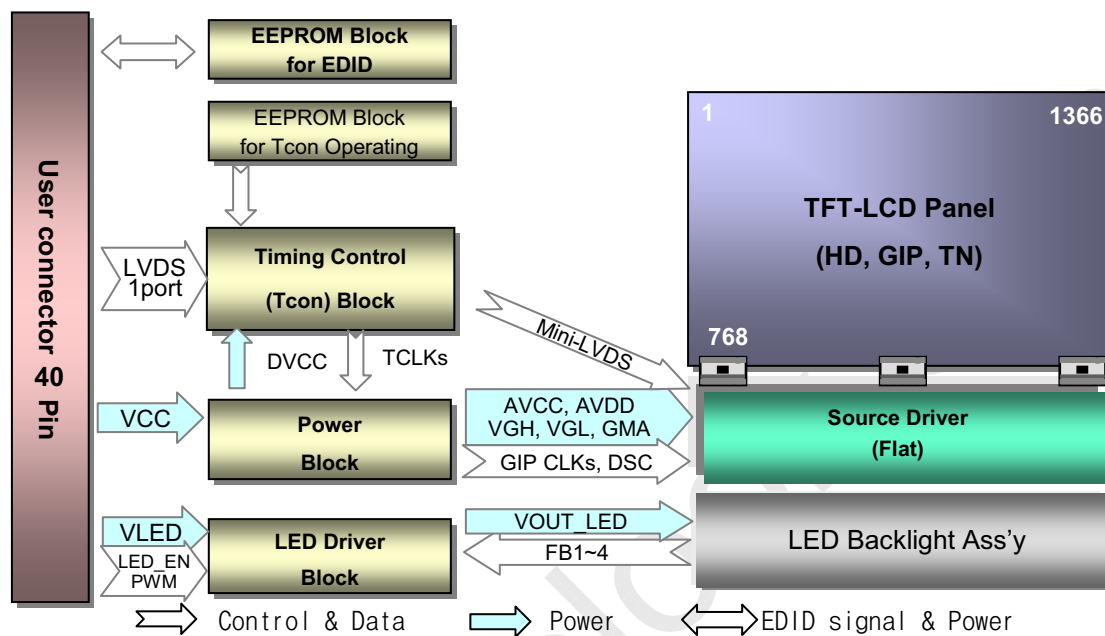 User connector
40
Pin
EEPROM Block
for EDID
EEPROM Block
for Tcon Operating
LVDS
1port
Timing Control
(Tcon) Block
DVCC
TCLKs
Mini-LVDS
VCC
Power
Block
AVCC, AVDD
VGH, VGL, GMA
GIP CLKs, DSC
VLED
LED_EN
PWM
LED Driver
Block
VOUT_LED
FB1~4
1
1366
TFT-LCD Panel
(HD, GIP, TN)
768
Source Driver
(Flat)
LED Backlight Ass'y
Control & Data
Power
EDID signal & Power